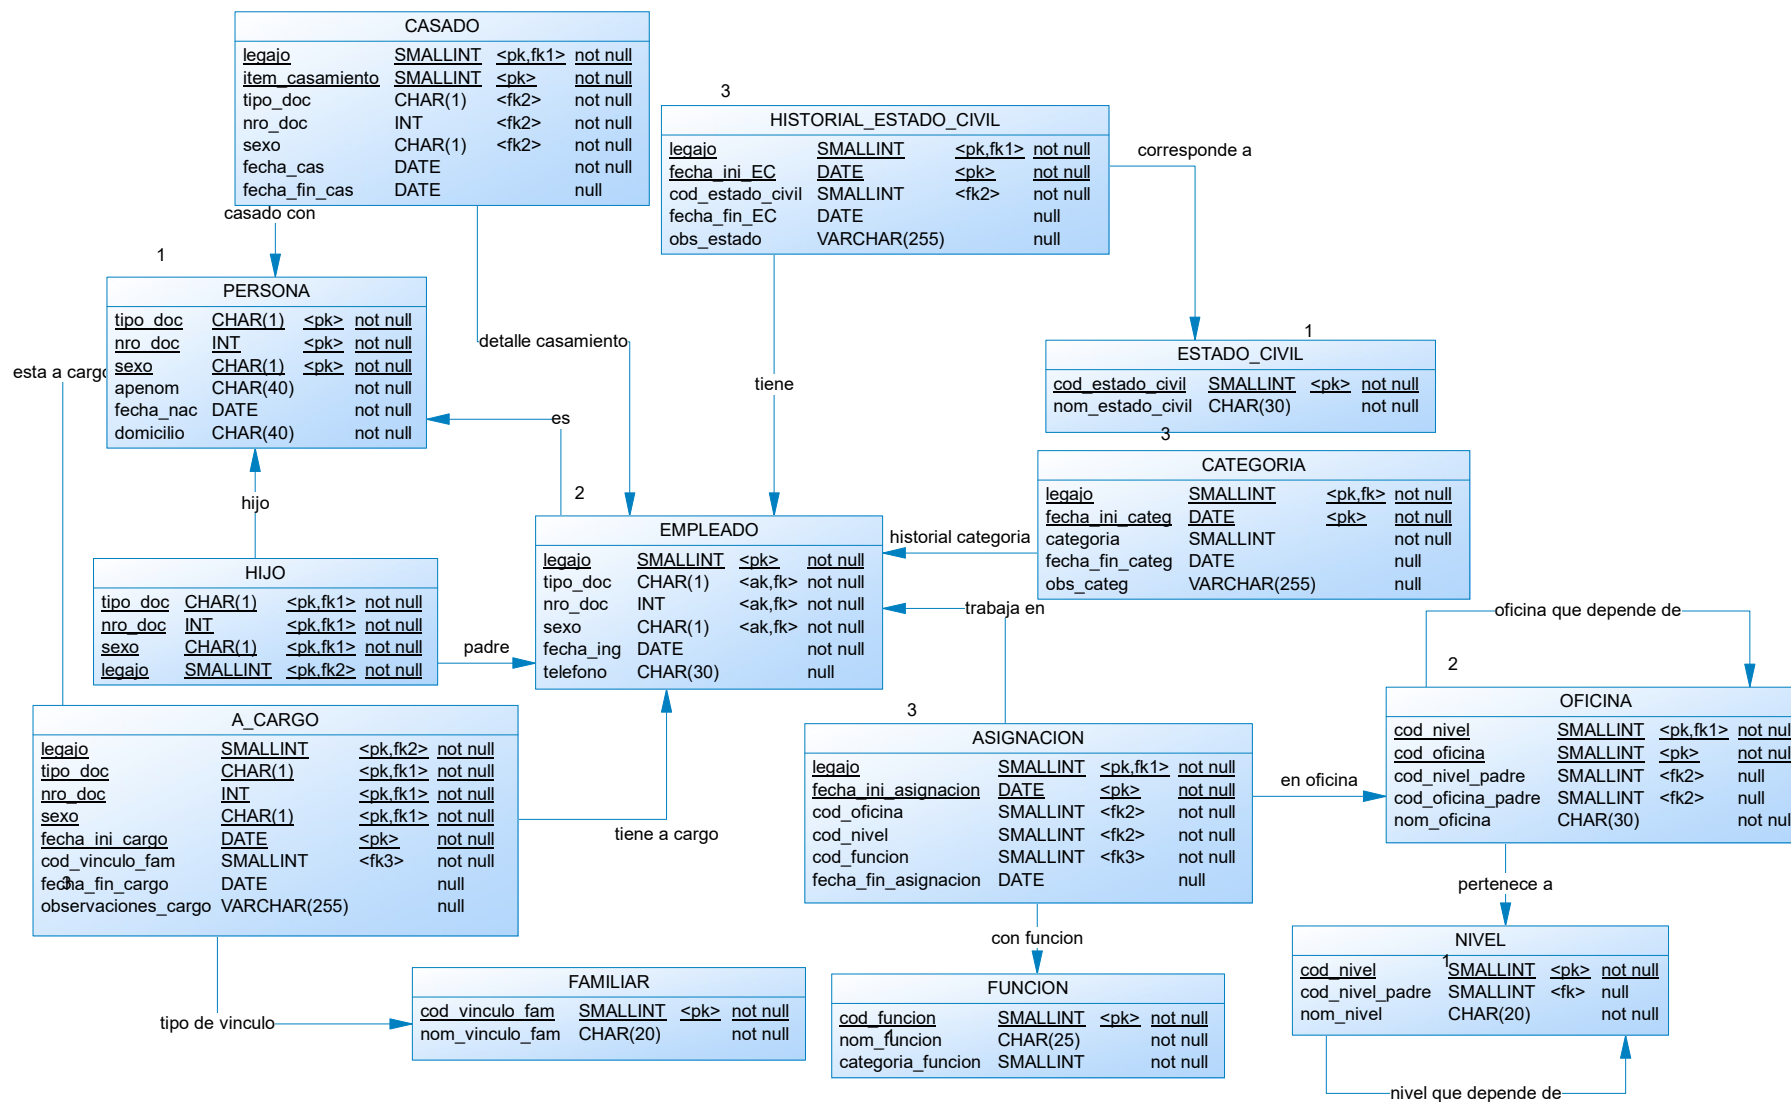 CASADO
legajo SMALLINT <pk,fk1> not null
item_casamiento SMALLINT <pk> not null
tipo_doc CHAR(1) <fk2> not null
nro_doc INT <fk2> not null
sexo CHAR(1) <fk2> not null
fecha_cas DATE not null
fecha_fin_cas DATE null
casado con
3
HISTORIAL_ESTADO_CIVIL
legajo SMALLINT <pk,fk1> not null
fecha_ini_EC DATE <pk> not null
cod_estado_civil SMALLINT <fk2> not null
fecha_fin_EC DATE null
obs_estado VARCHAR(255) null
corresponde a
1
PERSONA
tipo_doc CHAR(1) <pk> not null
nro_doc INT <pk> not null
sexo CHAR(1) <pk> not null
apenom CHAR(40) not null
fecha_nac DATE not null
domicilio CHAR(40) not null
esta a cargo
detalle casamiento
tiene
es
hijo
1
ESTADO_CIVIL
cod_estado_civil SMALLINT <pk> not null
nom_estado_civil CHAR(30) not null
3
CATEGORIA
legajo SMALLINT <pk,fk> not null
fecha_ini_categ DATE <pk> not null
categoria SMALLINT not null
fecha_fin_categ DATE null
obs_categ VARCHAR(255) null
historial categoria
2
EMPLEADO
legajo SMALLINT <pk> not null
tipo_doc CHAR(1) <ak,fk> not null
nro_doc INT <ak,fk> not null
sexo CHAR(1) <ak,fk> not null
fecha_ing DATE not null
telefono CHAR(30) null
trabaja en
HIJO
tipo_doc CHAR(1) <pk,fk1> not null
nro_doc INT <pk,fk1> not null
sexo CHAR(1) <pk,fk1> not null
legajo SMALLINT <pk,fk2> not null
padre
A_CARGO
legajo SMALLINT <pk,fk2> not null
tipo_doc CHAR(1) <pk,fk1> not null
nro_doc INT <pk,fk1> not null
sexo CHAR(1) <pk,fk1> not null
fecha_ini_cargo DATE <pk> not null
cod_vinculo_fam SMALLINT <fk3> not null
fecha_fin_cargo DATE null
3
observaciones_cargo VARCHAR(255) null
tiene a cargo
tipo de vinculo
3
ASIGNACION
legajo SMALLINT <pk,fk1> not null
fecha_ini_asignacion DATE <pk> not null
cod_oficina SMALLINT <fk2> not null
cod_nivel SMALLINT <fk2> not null
cod_funcion SMALLINT <fk3> not null
fecha_fin_asignacion DATE null
en oficina
con funcion
oficina que depende de
2
OFICINA
cod_nivel SMALLINT <pk,fk1> not nul
cod_oficina SMALLINT <pk> not nul
cod_nivel_padre SMALLINT <fk2> null
cod_oficina_padre SMALLINT <fk2> null
nom_oficina CHAR(30) not nul
pertenece a
FAMILIAR
cod_vinculo_fam SMALLINT <pk> not null
nom_vinculo_fam CHAR(20) not null
FUNCION
cod_funcion SMALLINT <pk> not null
nom_funcion CHAR(25) not null
1
categoria_funcion SMALLINT not null
NIVEL
1
cod_nivel SMALLINT <pk> not null
cod_nivel_padre SMALLINT <fk> null
nom_nivel CHAR(20) not null
nivel que depende de